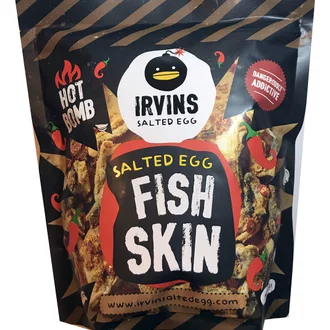 HOT
BOMB
IRVINS
SALTED EGG
DANGEROUSLY
ADDICTIVE
SALTED EGG
FISH
SKIN
www.irvinsaltedegg.com